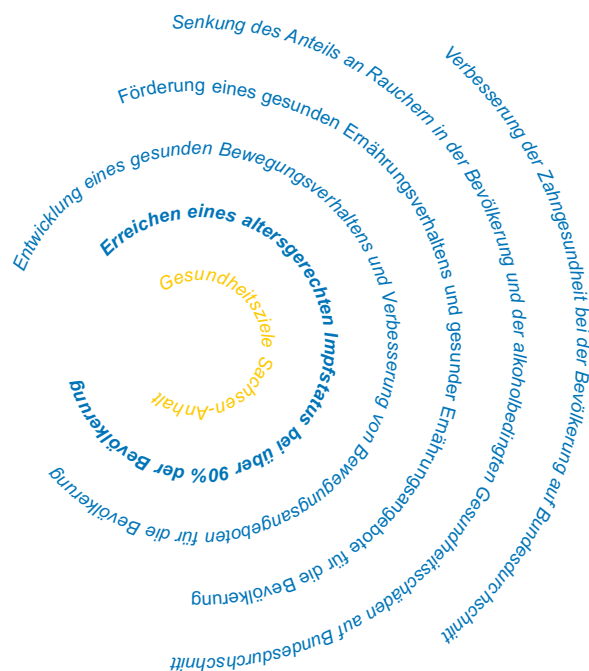 Gesundheitsziele Sachsen-Anhalt
Erreichen eines altersgerechten Impfstatus bei über 90% der Bevölkerung
Entwicklung eines gesunden Bewegungsverhaltens und Verbesserung von Bewegungsangeboten für die Bevölkerung
Förderung eines gesunden Ernährungsverhaltens und gesunder Ernährungsangebote für die Bevölkerung
Senkung des Anteils an Rauchern in der Bevölkerung und der alkoholbedingten Gesundheitsschäden auf Bundesdurchschnitt
Verbesserung der Zahngesundheit bei der Bevölkerung auf Bundesdurchschnitt